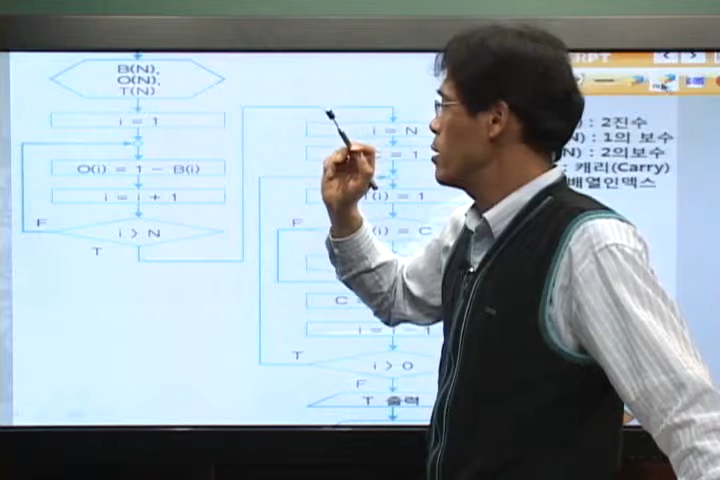 B(N),
O(N),
T(N)
i = 1
O(i) = 1 - B(i)
i = i + 1
F
i > N
T
i = N
= 1
(i) = 1
F
(i) = C
C =
i = i - 1
T
i > 0
F
T 출력
RPT
) : 2진수
N) : 1의 보수
N) : 2의보수
: 캐리(Carry)
배열인덱스